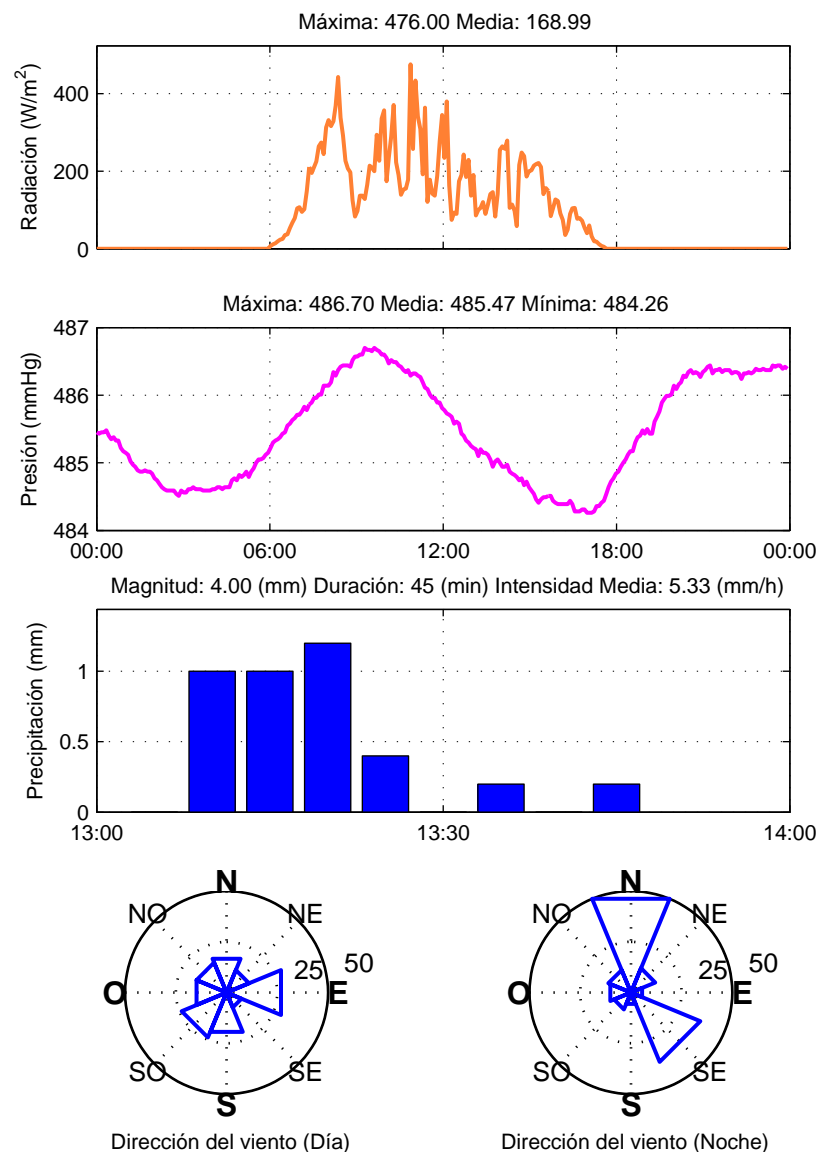 Máxima: 476.00 Media: 168.99
Radiación (W/m²)
400
200
0
Máxima: 486.70 Media: 485.47 Mínima: 484.26
Presión (mmHg)
487
486
485
484
00:00 06:00 12:00 18:00 00:00
Magnitud: 4.00 (mm) Duración: 45 (min) Intensidad Media: 5.33 (mm/h)
Precipitación (mm)
1
0.5
0
13:00 13:30 14:00
N
NO NE
25 50
O E
SO SE
S
Dirección del viento (Día)
N
NO NE
25 50
O E
SO SE
S
Dirección del viento (Noche)